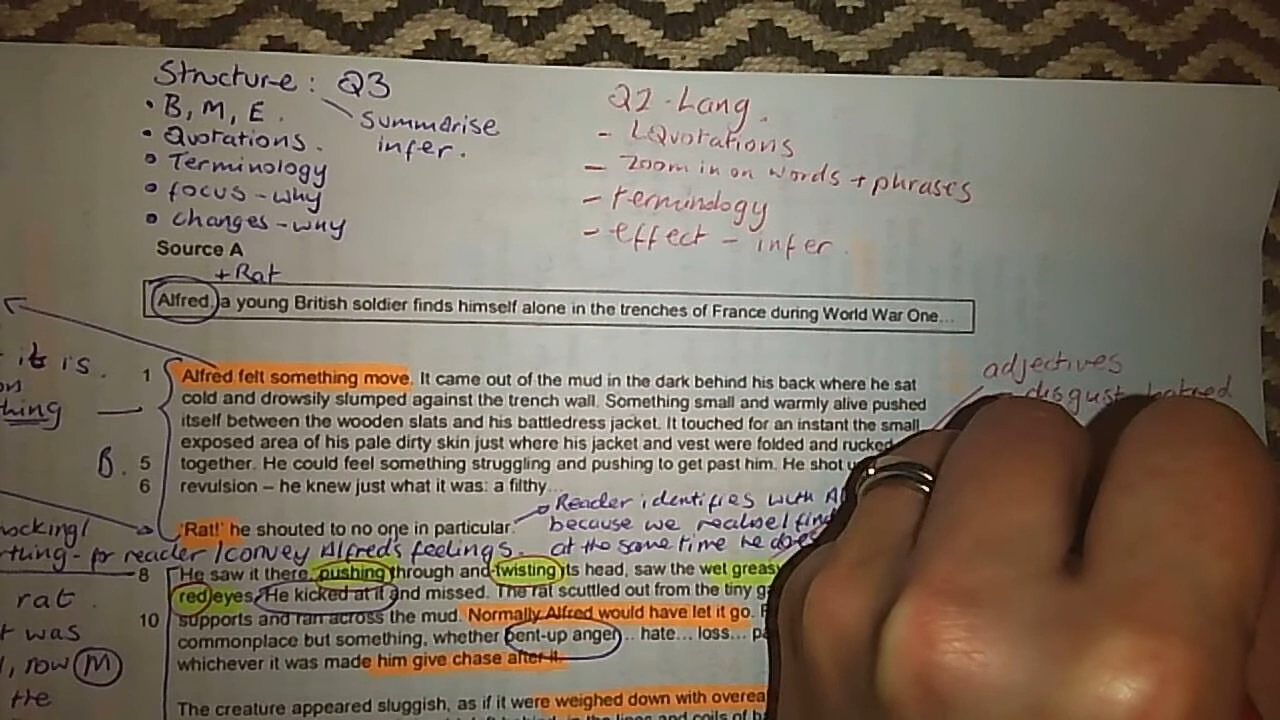 Structure : Q3
• B, M, E.
• Quotations.
• Terminology
• focus - why
• changes - why
summarise
infer.
Q2 - Lang.
- Quotations
- Zoom in on words + phrases
- terminology
- effect - infer.
Source A
+ Rat
Alfred, a young British soldier finds himself alone in the trenches of France during World War One...
it is.
thing
B.
adjectives
disgust, hatred
1 Alfred felt something move. It came out of the mud in the dark behind his back where he sat
cold and drowsily slumped against the trench wall. Something small and warmly alive pushed
itself between the wooden slats and his battledress jacket. It touched for an instant the small
exposed area of his pale dirty skin just where his jacket and vest were folded and rucked
5 together. He could feel something struggling and pushing to get past him. He shot
6 revulsion – he knew just what it was: a filthy...
Reader identifies with
because we realise/find
at the same time he does
'Rat!' he shouted to no one in particular.
for reader/convey Alfred's feelings.
8 He saw it there, pushing through and twisting its head, saw the wet greasy
red eyes. He kicked at it and missed. The rat scuttled out from the tiny
10 supports and ran across the mud. Normally Alfred would have let it go.
commonplace but something, whether pent-up anger... hate... loss...
whichever it was made him give chase after it.
rat.
was
now M
the
The creature appeared sluggish, as if it were weighed down with